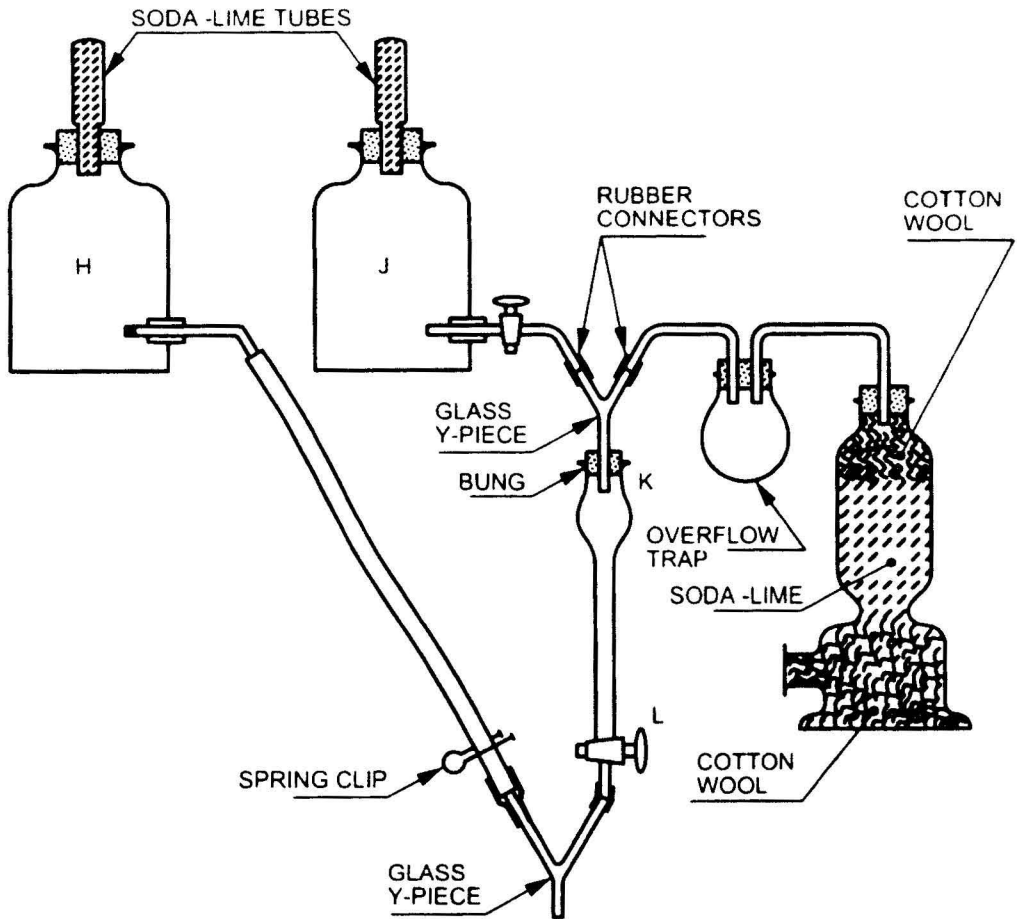 SODA -LIME TUBES
H
J
RUBBER
CONNECTORS
COTTON
WOOL
GLASS
Y-PIECE
BUNG
K
OVERFLOW
TRAP
SODA -LIME
L
SPRING CLIP
COTTON
WOOL
GLASS
Y-PIECE